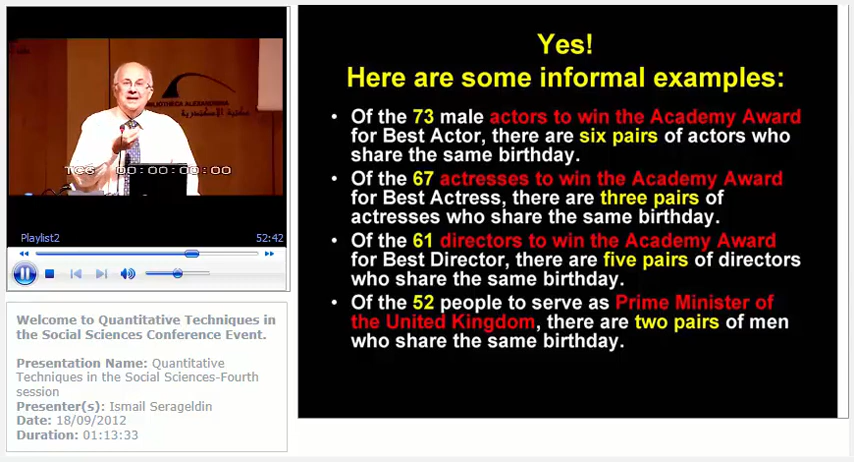 BIBLIOTHECA ALEXANDRINA
مكتبة الإسكندرية
TCG 00:00:00:00
Playlist2 52:42
Welcome to Quantitative Techniques in
the Social Sciences Conference Event.
Presentation Name: Quantitative
Techniques in the Social Sciences-Fourth
session
Presenter(s): Ismail Serageldin
Date: 18/09/2012
Duration: 01:13:33
Yes!
Here are some informal examples:
• Of the 73 male actors to win the Academy Award
for Best Actor, there are six pairs of actors who
share the same birthday.
• Of the 67 actresses to win the Academy Award
for Best Actress, there are three pairs of
actresses who share the same birthday.
• Of the 61 directors to win the Academy Award
for Best Director, there are five pairs of directors
who share the same birthday.
• Of the 52 people to serve as Prime Minister of
the United Kingdom, there are two pairs of men
who share the same birthday.